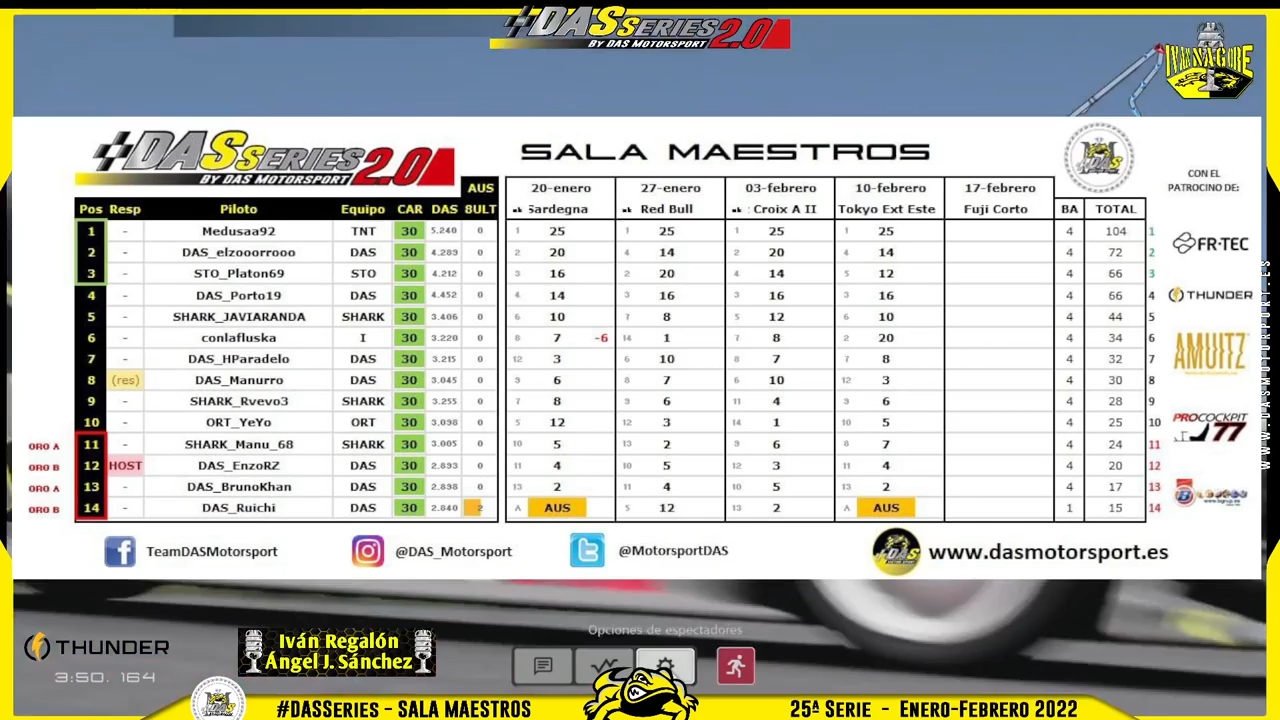 DASSERIES 2.0
BY DAS MOTORSPORT
IVÁN NAGORE
DASSERIES 2.0
BY DAS MOTORSPORT
SALA MAESTROS
CON EL
PATROCINIO DE:
AUS 20-enero 27-enero 03-febrero 10-febrero 17-febrero
Pos Resp Piloto Equipo CAR DAS 8ULT Sardegna Red Bull : Croix A II Tokyo Ext Este Fuji Corto BA TOTAL
1 - Medusaa92 TNT 30 5.240 0 1 25 1 25 1 25 1 25 4 104 1
2 - DAS_elzooorrooo DAS 30 4.289 0 2 20 4 14 2 20 4 14 4 72 2
3 - STO_Platon69 STO 30 4.212 0 3 16 2 20 4 14 5 12 4 66 3
4 - DAS_Porto19 DAS 30 4.452 0 4 14 3 16 3 16 3 16 4 66 4
5 - SHARK_JAVIARANDA SHARK 30 3.406 0 6 10 7 8 5 12 6 10 4 44 5
6 - conlafluska I 30 3.220 0 8 7 -6 14 1 7 8 2 20 4 34 6
7 - DAS_HParadelo DAS 30 3.215 0 12 3 6 10 8 7 7 8 4 32 7
8 (res) DAS_Manurro DAS 30 3.045 0 9 6 8 7 6 10 12 3 4 30 8
9 - SHARK_Rvevo3 SHARK 30 3.255 0 7 8 9 6 11 4 9 6 4 28 9
10 - ORT_YeYo ORT 30 3.098 0 5 12 12 3 14 1 10 5 4 25 10
ORO A 11 - SHARK_Manu_68 SHARK 30 3.005 0 10 5 13 2 9 6 8 7 4 24 11
ORO B 12 HOST DAS_EnzoRZ DAS 30 2.893 0 11 4 10 5 12 3 11 4 4 20 12
ORO A 13 - DAS_BrunoKhan DAS 30 2.898 0 13 2 11 4 10 5 13 2 4 17 13
ORO B 14 - DAS_Ruichi DAS 30 2.840 2 A AUS 5 12 13 2 A AUS 1 15 14
FR-TEC
THUNDER
AMUITZ
PROCOCKPIT
77
TeamDASMotorsport @DAS_Motorsport @MotorsportDAS www.dasmotorsport.es
WWW.DASMOTORSPORT.ES
Opciones de espectadores
THUNDER
3:50.164
Iván Regalón
Ángel J. Sánchez
#DASSeries - SALA MAESTROS
25ª Serie - Enero-Febrero 2022